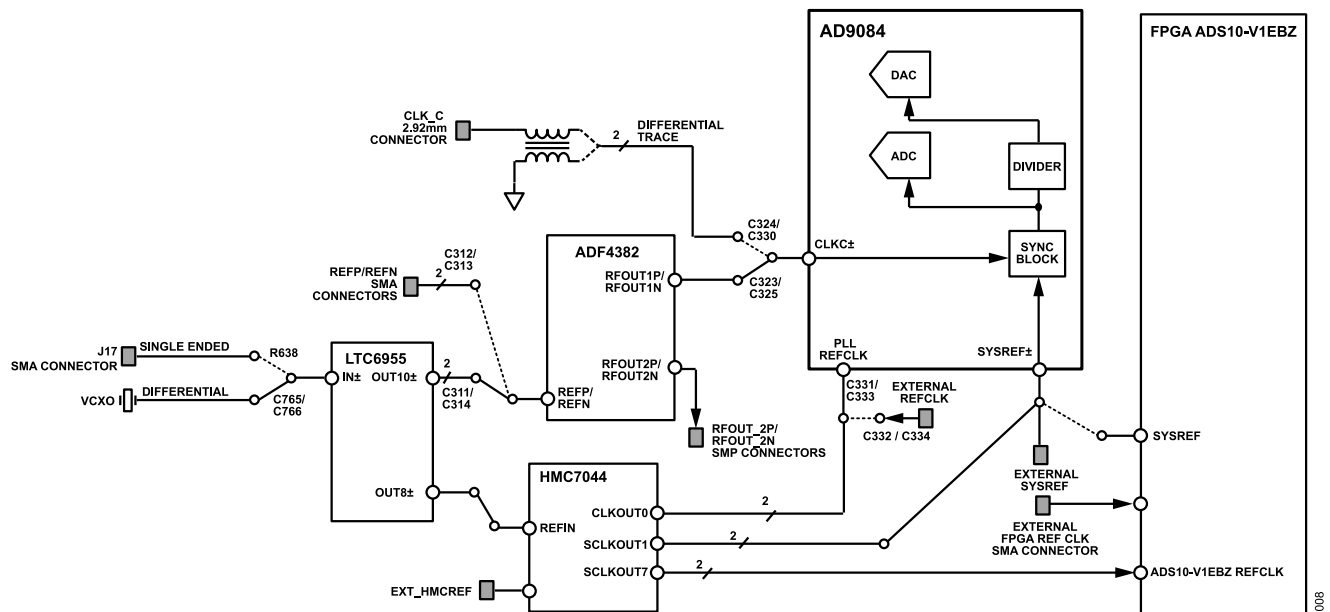 AD9084
FPGA ADS10-V1EBZ
DAC
CLK_C
2.92mm
CONNECTOR
2
DIFFERENTIAL
TRACE
ADC
DIVIDER
C324/
C330
CLKC±
SYNC
BLOCK
C312/
C313
ADF4382
REFP/REFN
SMA
CONNECTORS
2
RFOUT1P/
RFOUT1N
C323/
C325
J17
SMA CONNECTOR
SINGLE ENDED
R638
LTC6955
IN±
OUT10±
2
C311/
C314
REFP/
REFN
RFOUT2P/
RFOUT2N
PLL
REFCLK
SYSREF±
VCXO
DIFFERENTIAL
C765/
C766
C331/
C333
EXTERNAL
REFCLK
C332 / C334
RFOUT_2P/
RFOUT_2N
SMP CONNECTORS
SYSREF
EXTERNAL
SYSREF
HMC7044
OUT8±
REFIN
CLKOUT0
2
EXTERNAL
FPGA REF CLK
SMA CONNECTOR
SCLKOUT1
2
SCLKOUT7
2
ADS10-V1EBZ REFCLK
EXT_HMCREF
008